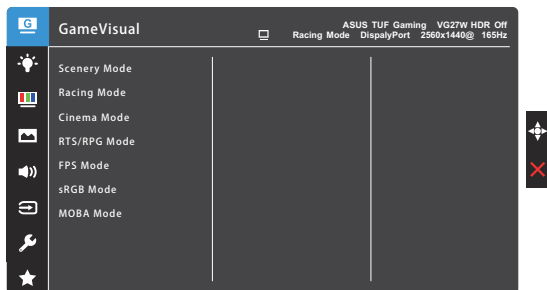 G
GameVisual
ASUS TUF Gaming VG27W HDR Off
Racing Mode DispalyPort 2560x1440@ 165Hz
Scenery Mode
Racing Mode
Cinema Mode
RTS/RPG Mode
FPS Mode
sRGB Mode
MOBA Mode